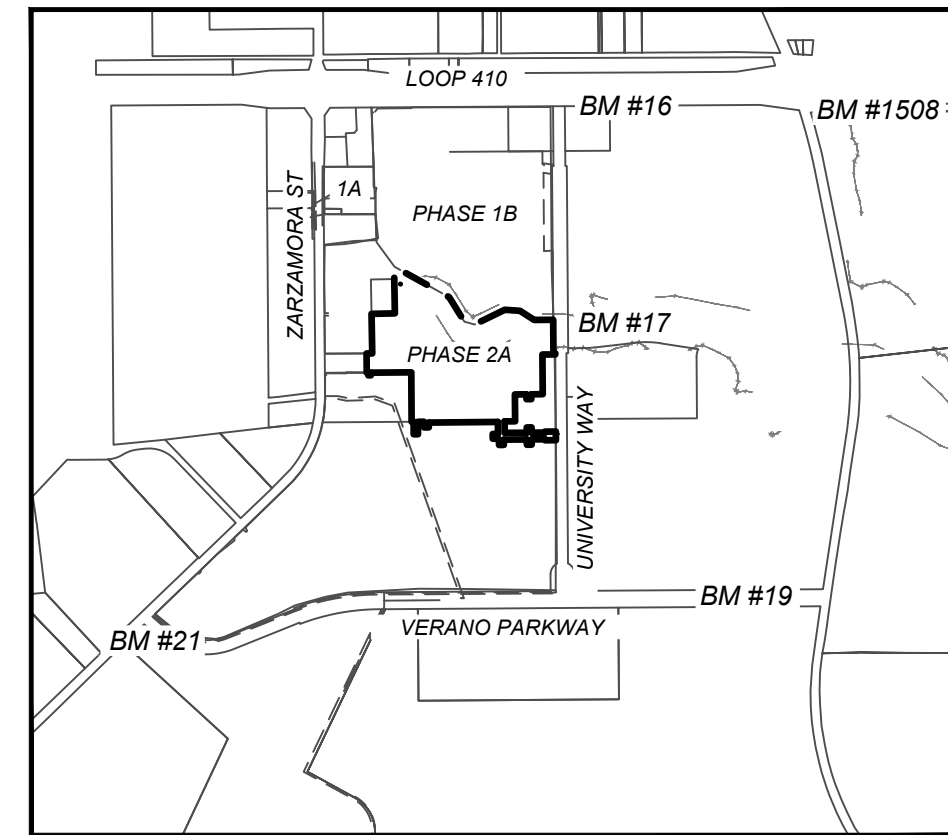 LOOP 410
BM #16
BM #1508
ZARZAMORA ST
1A
PHASE 1B
BM #17
PHASE 2A
UNIVERSITY WAY
BM #19
VERANO PARKWAY
BM #21